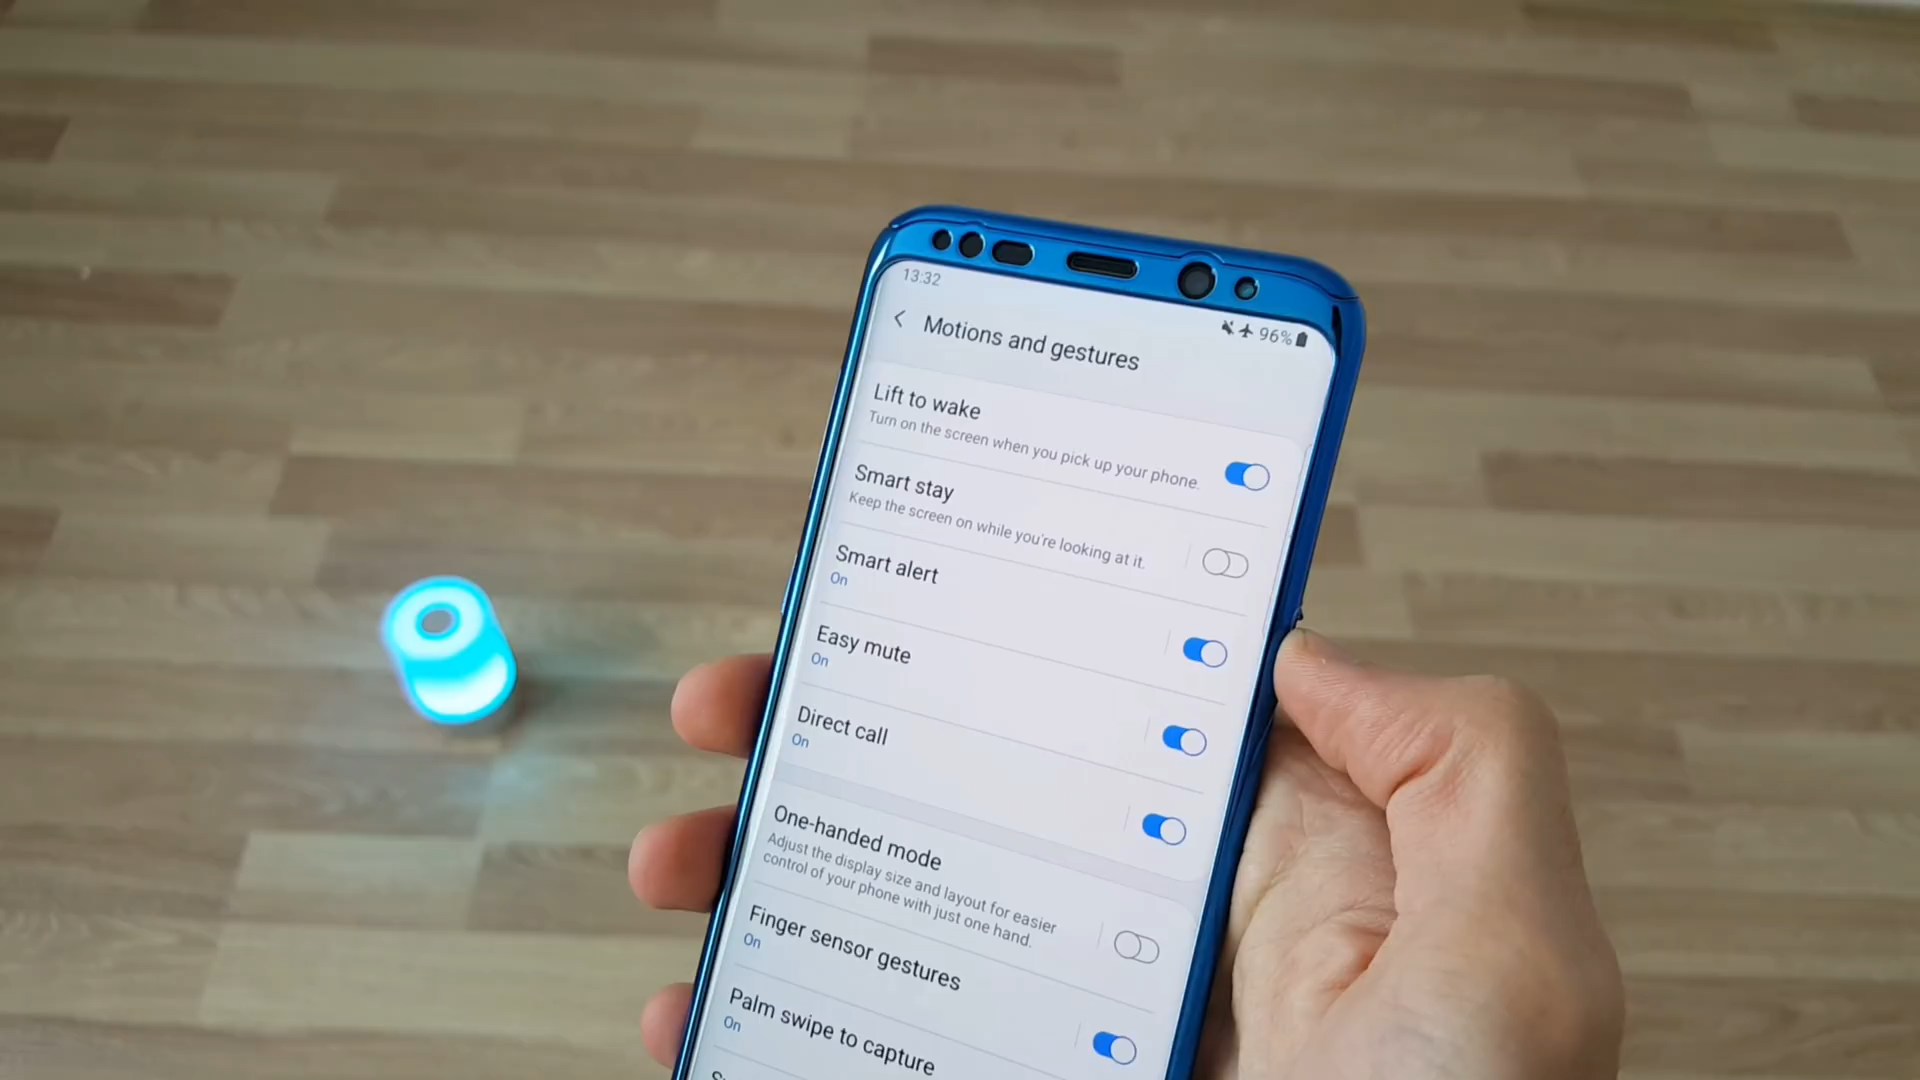 13:32
96%
Motions and gestures
Lift to wake
Turn on the screen when you pick up your phone.
Smart stay
Keep the screen on while you're looking at it.
Smart alert
On
Easy mute
On
Direct call
On
One-handed mode
Adjust the display size and layout for easier
control of your phone with just one hand.
Finger sensor gestures
On
Palm swipe to capture
On